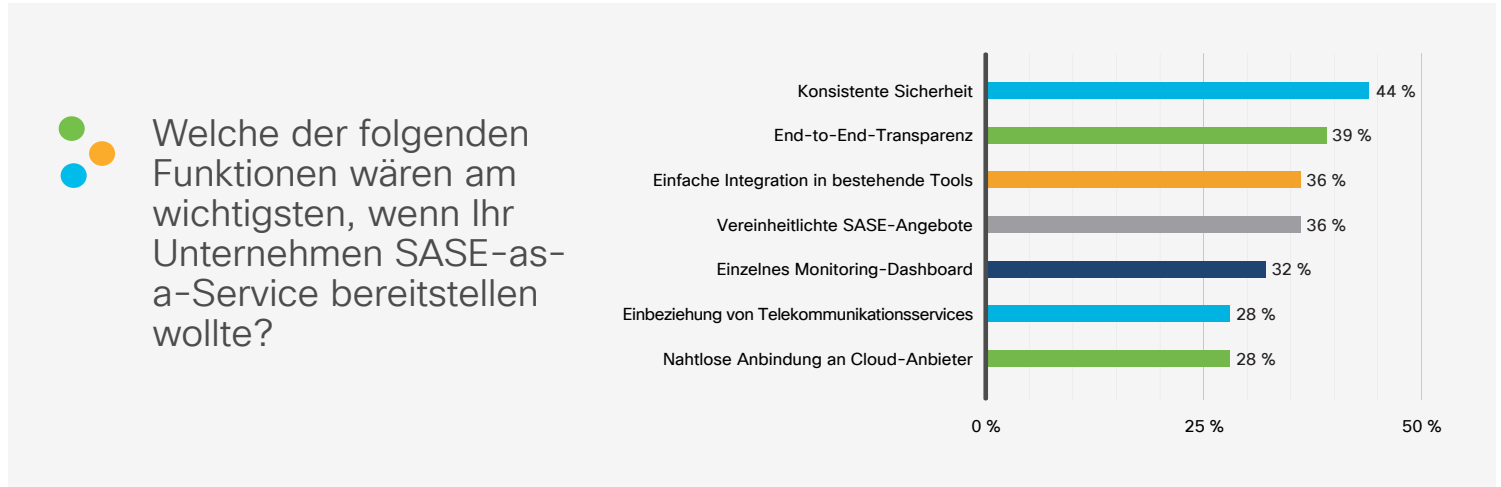 Welche der folgenden
Funktionen wären am
wichtigsten, wenn Ihr
Unternehmen SASE-as-
a-Service bereitstellen
wollte?
Konsistente Sicherheit 44 %
End-to-End-Transparenz 39 %
Einfache Integration in bestehende Tools 36 %
Vereinheitlichte SASE-Angebote 36 %
Einzelnes Monitoring-Dashboard 32 %
Einbeziehung von Telekommunikationsservices 28 %
Nahtlose Anbindung an Cloud-Anbieter 28 %
0 % 25 % 50 %